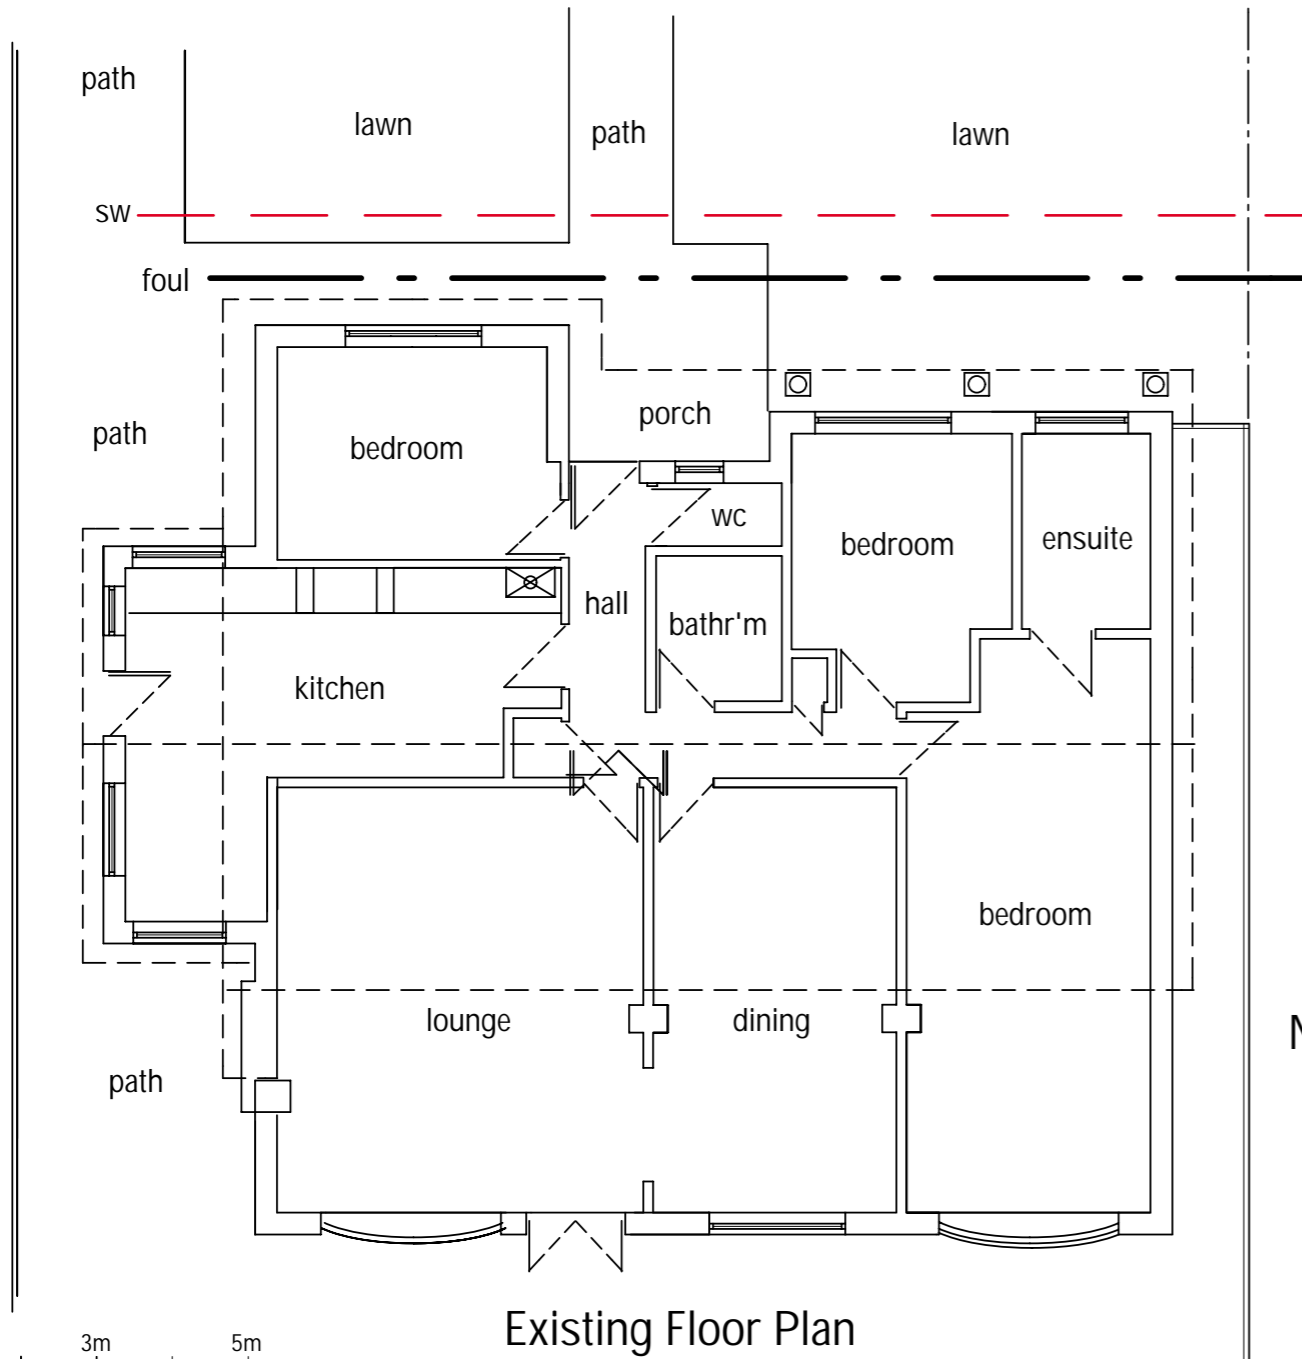 path
lawn
path
lawn
sw
foul
porch
path
bedroom
wc
bedroom
ensuite
hall
bathr'm
kitchen
bedroom
lounge
dining
path
Existing Floor Plan
3m
5m